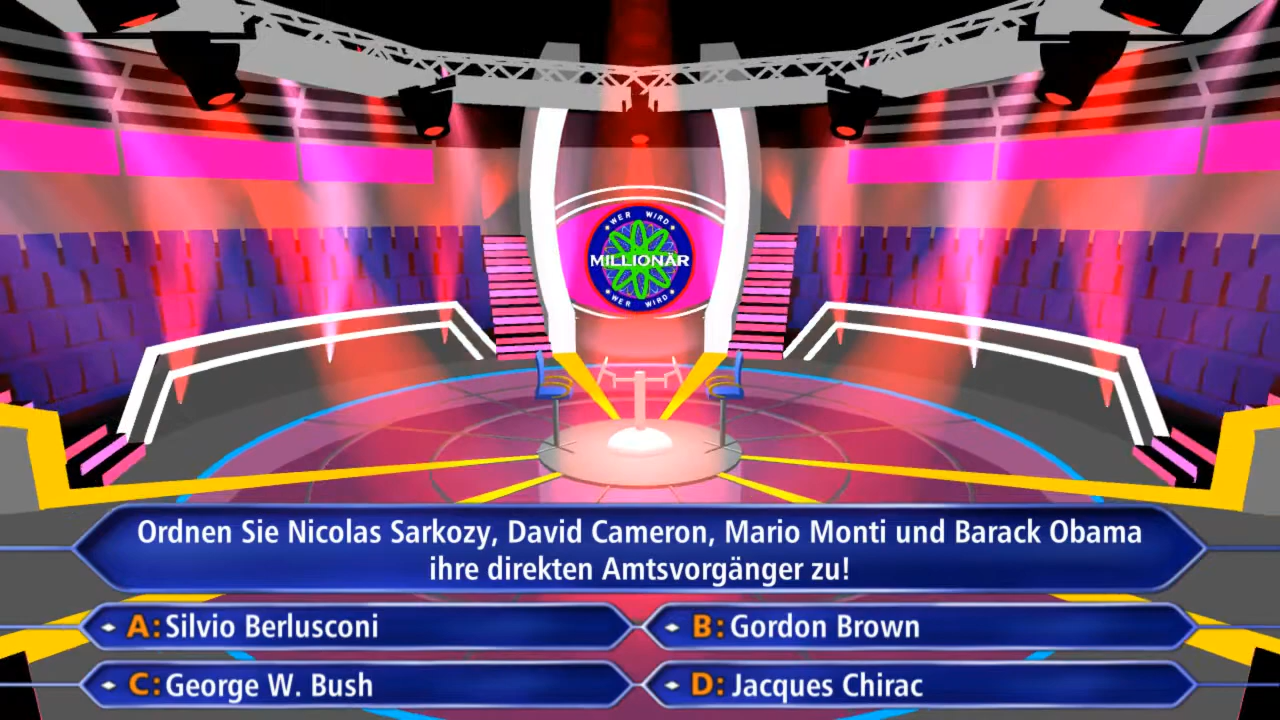 WER WIRD
MILLIONÄR
WER WIRD
Ordnen Sie Nicolas Sarkozy, David Cameron, Mario Monti und Barack Obama
ihre direkten Amtsvorgänger zu!
A: Silvio Berlusconi
B: Gordon Brown
C: George W. Bush
D: Jacques Chirac